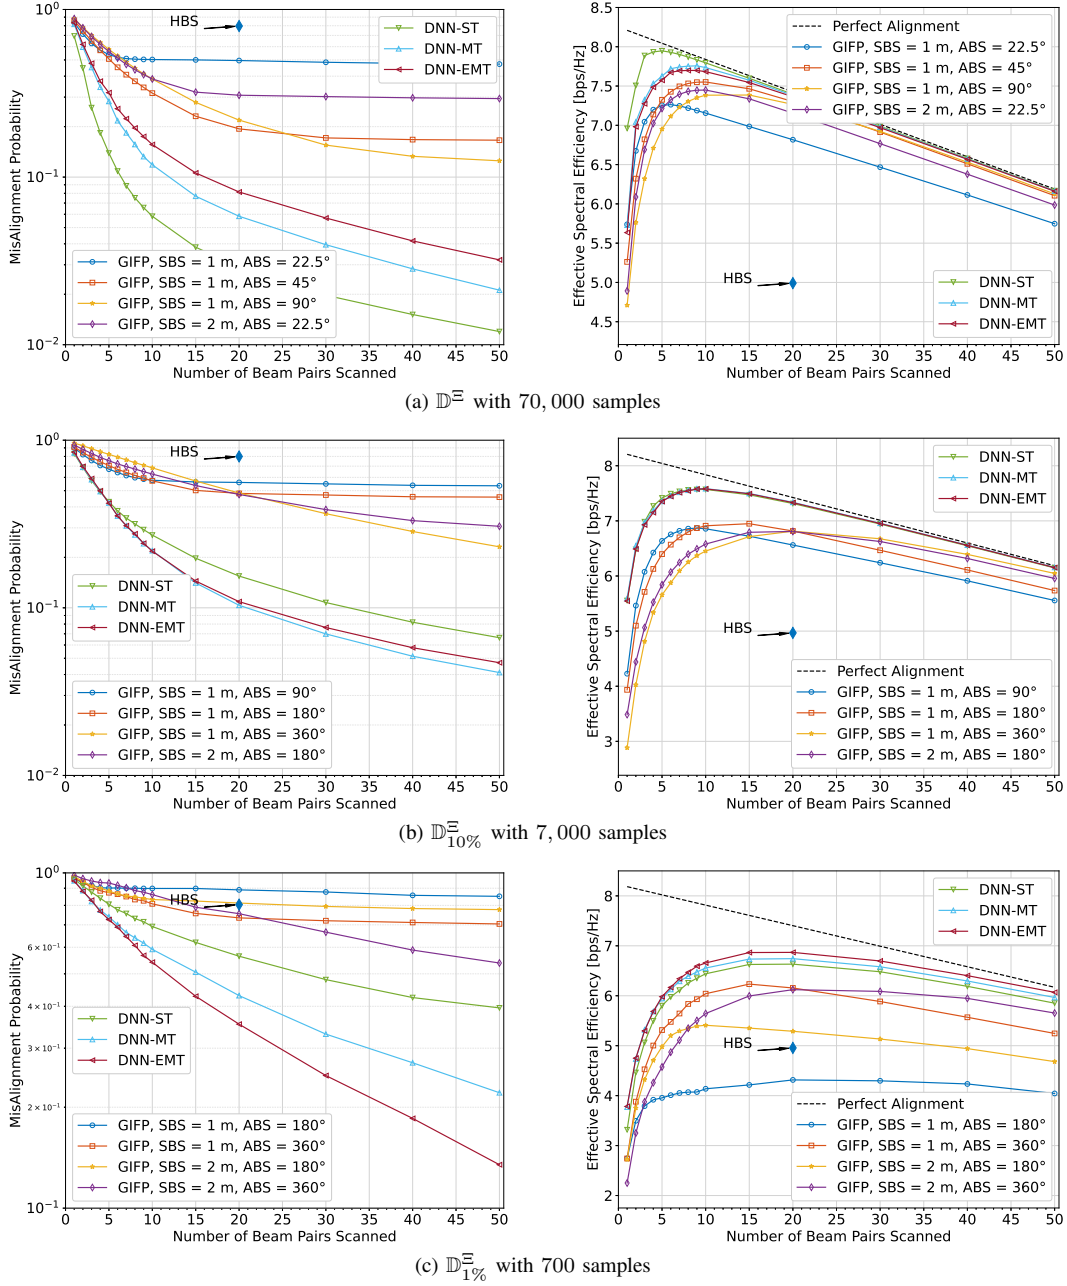 10⁰
10⁻¹
10⁻²
MisAlignment Probability
HBS
DNN-ST
DNN-MT
DNN-EMT
GIFP, SBS = 1 m, ABS = 22.5°
GIFP, SBS = 1 m, ABS = 45°
GIFP, SBS = 1 m, ABS = 90°
GIFP, SBS = 2 m, ABS = 22.5°
0 5 10 15 20 25 30 35 40 45 50
Number of Beam Pairs Scanned
8.5
8.0
7.5
7.0
6.5
6.0
5.5
5.0
4.5
Effective Spectral Efficiency [bps/Hz]
Perfect Alignment
GIFP, SBS = 1 m, ABS = 22.5°
GIFP, SBS = 1 m, ABS = 45°
GIFP, SBS = 1 m, ABS = 90°
GIFP, SBS = 2 m, ABS = 22.5°
HBS
DNN-ST
DNN-MT
DNN-EMT
0 5 10 15 20 25 30 35 40 45 50
Number of Beam Pairs Scanned
(a) 𝔻^Ξ with 70,000 samples
10⁰
10⁻¹
10⁻²
MisAlignment Probability
HBS
DNN-ST
DNN-MT
DNN-EMT
GIFP, SBS = 1 m, ABS = 90°
GIFP, SBS = 1 m, ABS = 180°
GIFP, SBS = 1 m, ABS = 360°
GIFP, SBS = 2 m, ABS = 180°
0 5 10 15 20 25 30 35 40 45 50
Number of Beam Pairs Scanned
8
7
6
5
4
3
Effective Spectral Efficiency [bps/Hz]
DNN-ST
DNN-MT
DNN-EMT
HBS
Perfect Alignment
GIFP, SBS = 1 m, ABS = 90°
GIFP, SBS = 1 m, ABS = 180°
GIFP, SBS = 1 m, ABS = 360°
GIFP, SBS = 2 m, ABS = 180°
0 5 10 15 20 25 30 35 40 45 50
Number of Beam Pairs Scanned
(b) 𝔻^Ξ_10% with 7,000 samples
10⁰
6 × 10⁻¹
4 × 10⁻¹
3 × 10⁻¹
2 × 10⁻¹
10⁻¹
MisAlignment Probability
HBS
DNN-ST
DNN-MT
DNN-EMT
GIFP, SBS = 1 m, ABS = 180°
GIFP, SBS = 1 m, ABS = 360°
GIFP, SBS = 2 m, ABS = 180°
GIFP, SBS = 2 m, ABS = 360°
0 5 10 15 20 25 30 35 40 45 50
Number of Beam Pairs Scanned
8
7
6
5
4
3
2
Effective Spectral Efficiency [bps/Hz]
DNN-ST
DNN-MT
DNN-EMT
HBS
Perfect Alignment
GIFP, SBS = 1 m, ABS = 180°
GIFP, SBS = 1 m, ABS = 360°
GIFP, SBS = 2 m, ABS = 180°
GIFP, SBS = 2 m, ABS = 360°
0 5 10 15 20 25 30 35 40 45 50
Number of Beam Pairs Scanned
(c) 𝔻^Ξ_1% with 700 samples